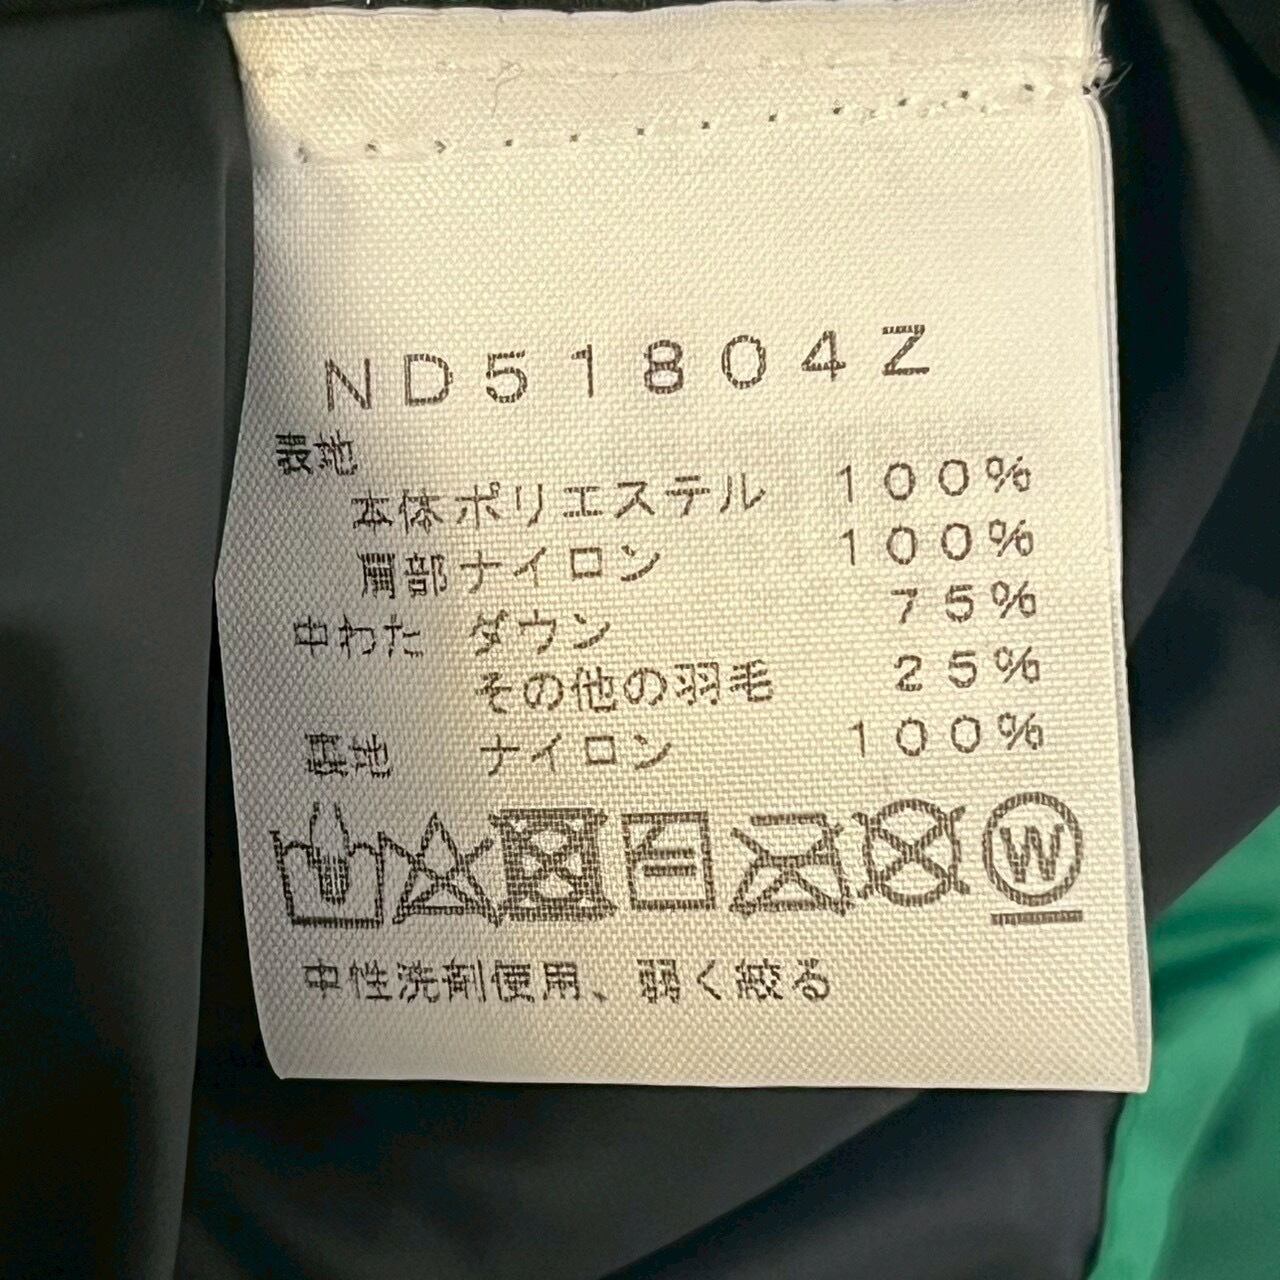 ND51804Z
表地
本体 ポリエステル 100%
肩部 ナイロン 100%
中わた ダウン 75%
その他の羽毛 25%
裏地 ナイロン 100%
W
中性洗剤使用、弱く絞る